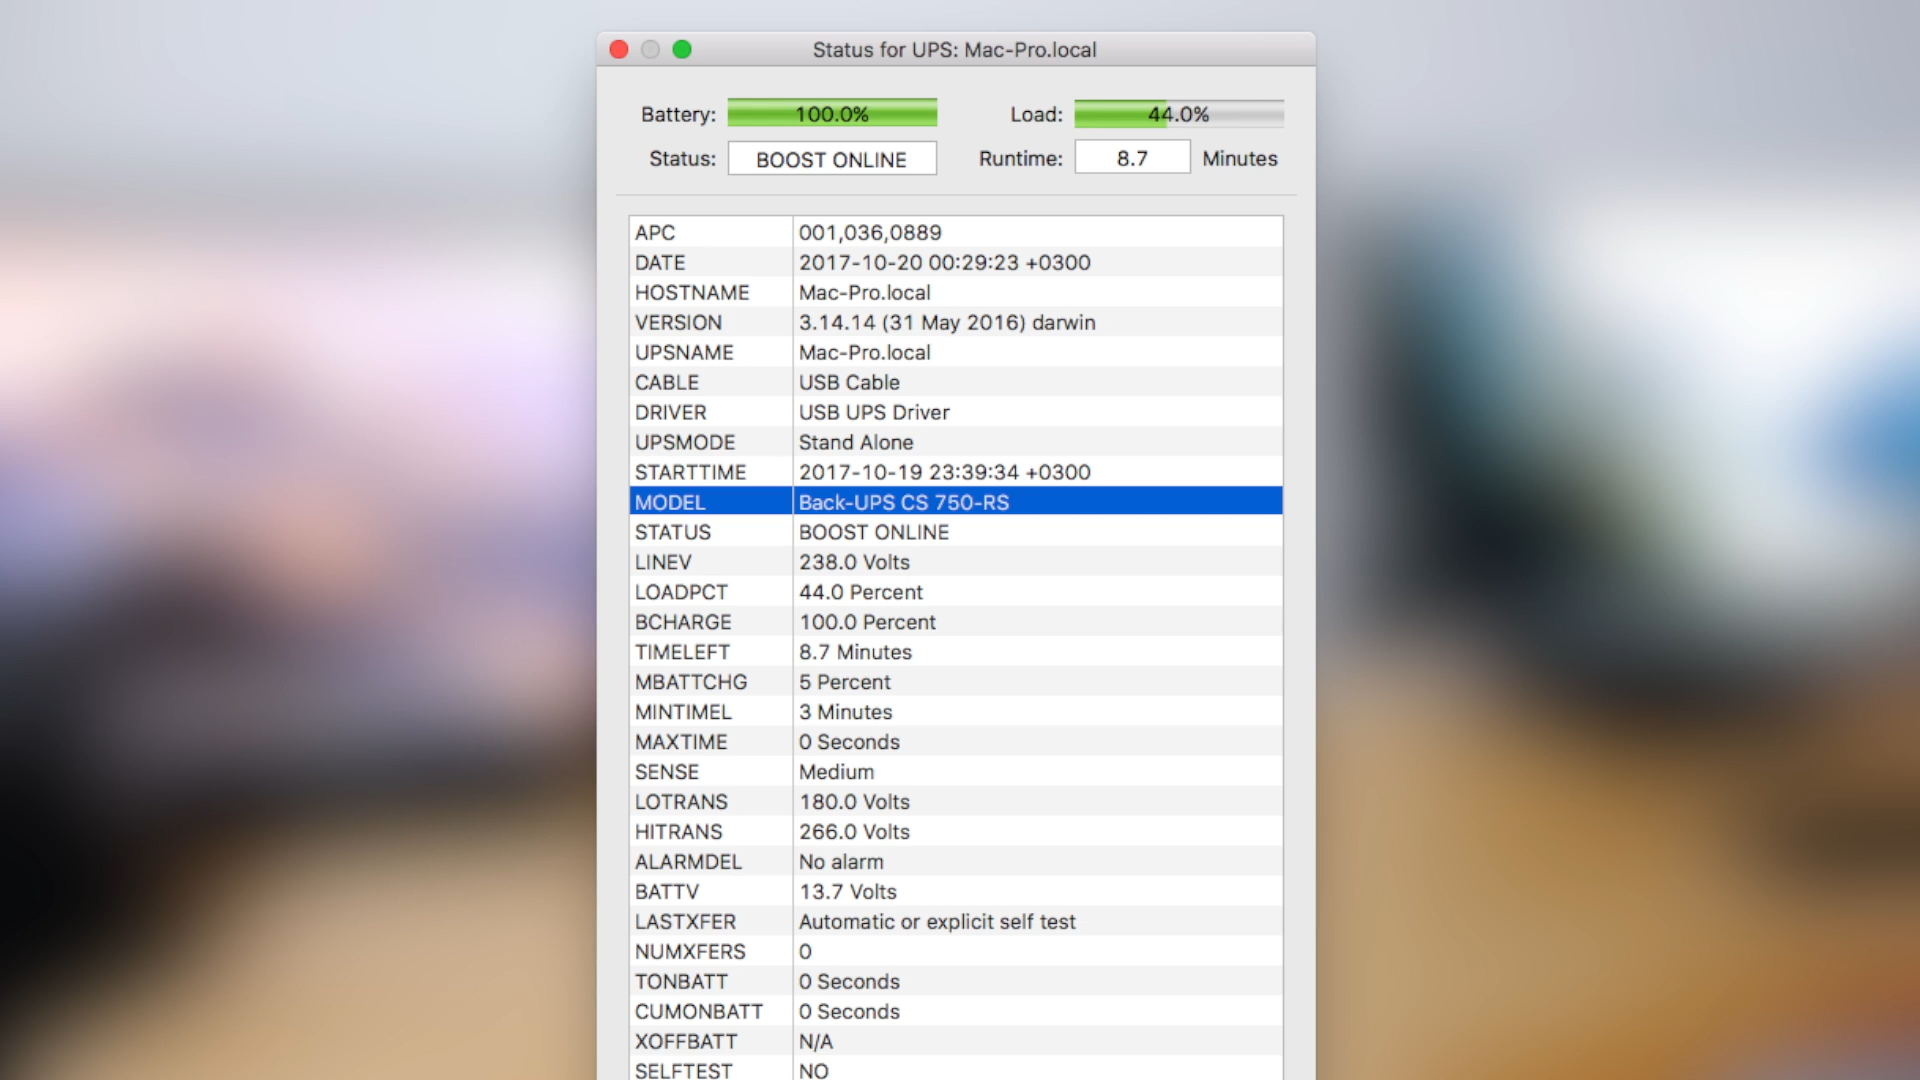 Status for UPS: Mac-Pro.local
Battery: 100.0% Load: 44.0%
Status: BOOST ONLINE Runtime: 8.7 Minutes
APC 001,036,0889
DATE 2017-10-20 00:29:23 +0300
HOSTNAME Mac-Pro.local
VERSION 3.14.14 (31 May 2016) darwin
UPSNAME Mac-Pro.local
CABLE USB Cable
DRIVER USB UPS Driver
UPSMODE Stand Alone
STARTTIME 2017-10-19 23:39:34 +0300
MODEL Back-UPS CS 750-RS
STATUS BOOST ONLINE
LINEV 238.0 Volts
LOADPCT 44.0 Percent
BCHARGE 100.0 Percent
TIMELEFT 8.7 Minutes
MBATTCHG 5 Percent
MINTIMEL 3 Minutes
MAXTIME 0 Seconds
SENSE Medium
LOTRANS 180.0 Volts
HITRANS 266.0 Volts
ALARMDEL No alarm
BATTV 13.7 Volts
LASTXFER Automatic or explicit self test
NUMXFERS 0
TONBATT 0 Seconds
CUMONBATT 0 Seconds
XOFFBATT N/A
SELFTEST NO